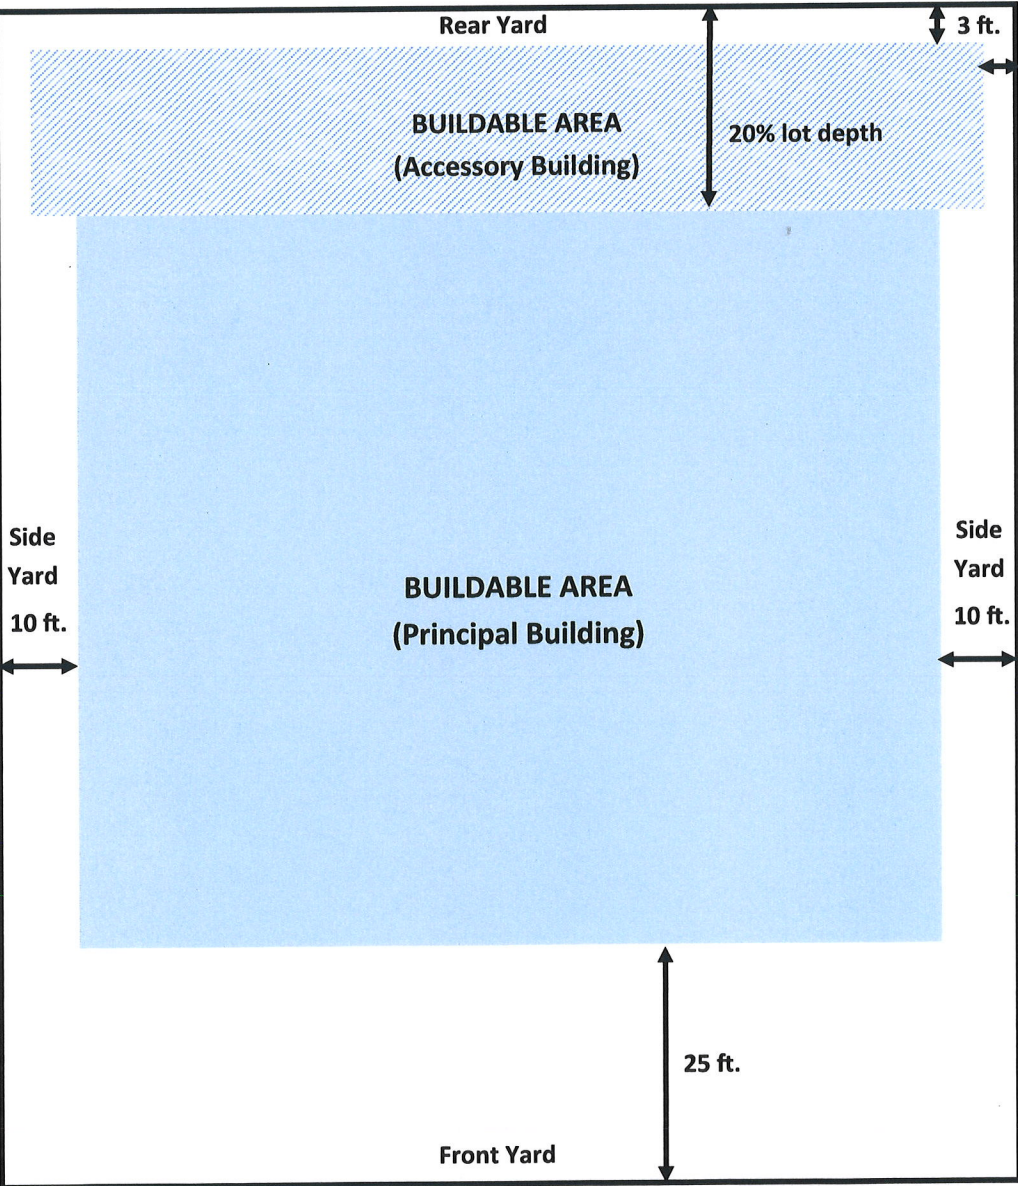 Rear Yard
3 ft.
BUILDABLE AREA
(Accessory Building)
20% lot depth
Side
Yard
10 ft.
BUILDABLE AREA
(Principal Building)
Side
Yard
10 ft.
25 ft.
Front Yard